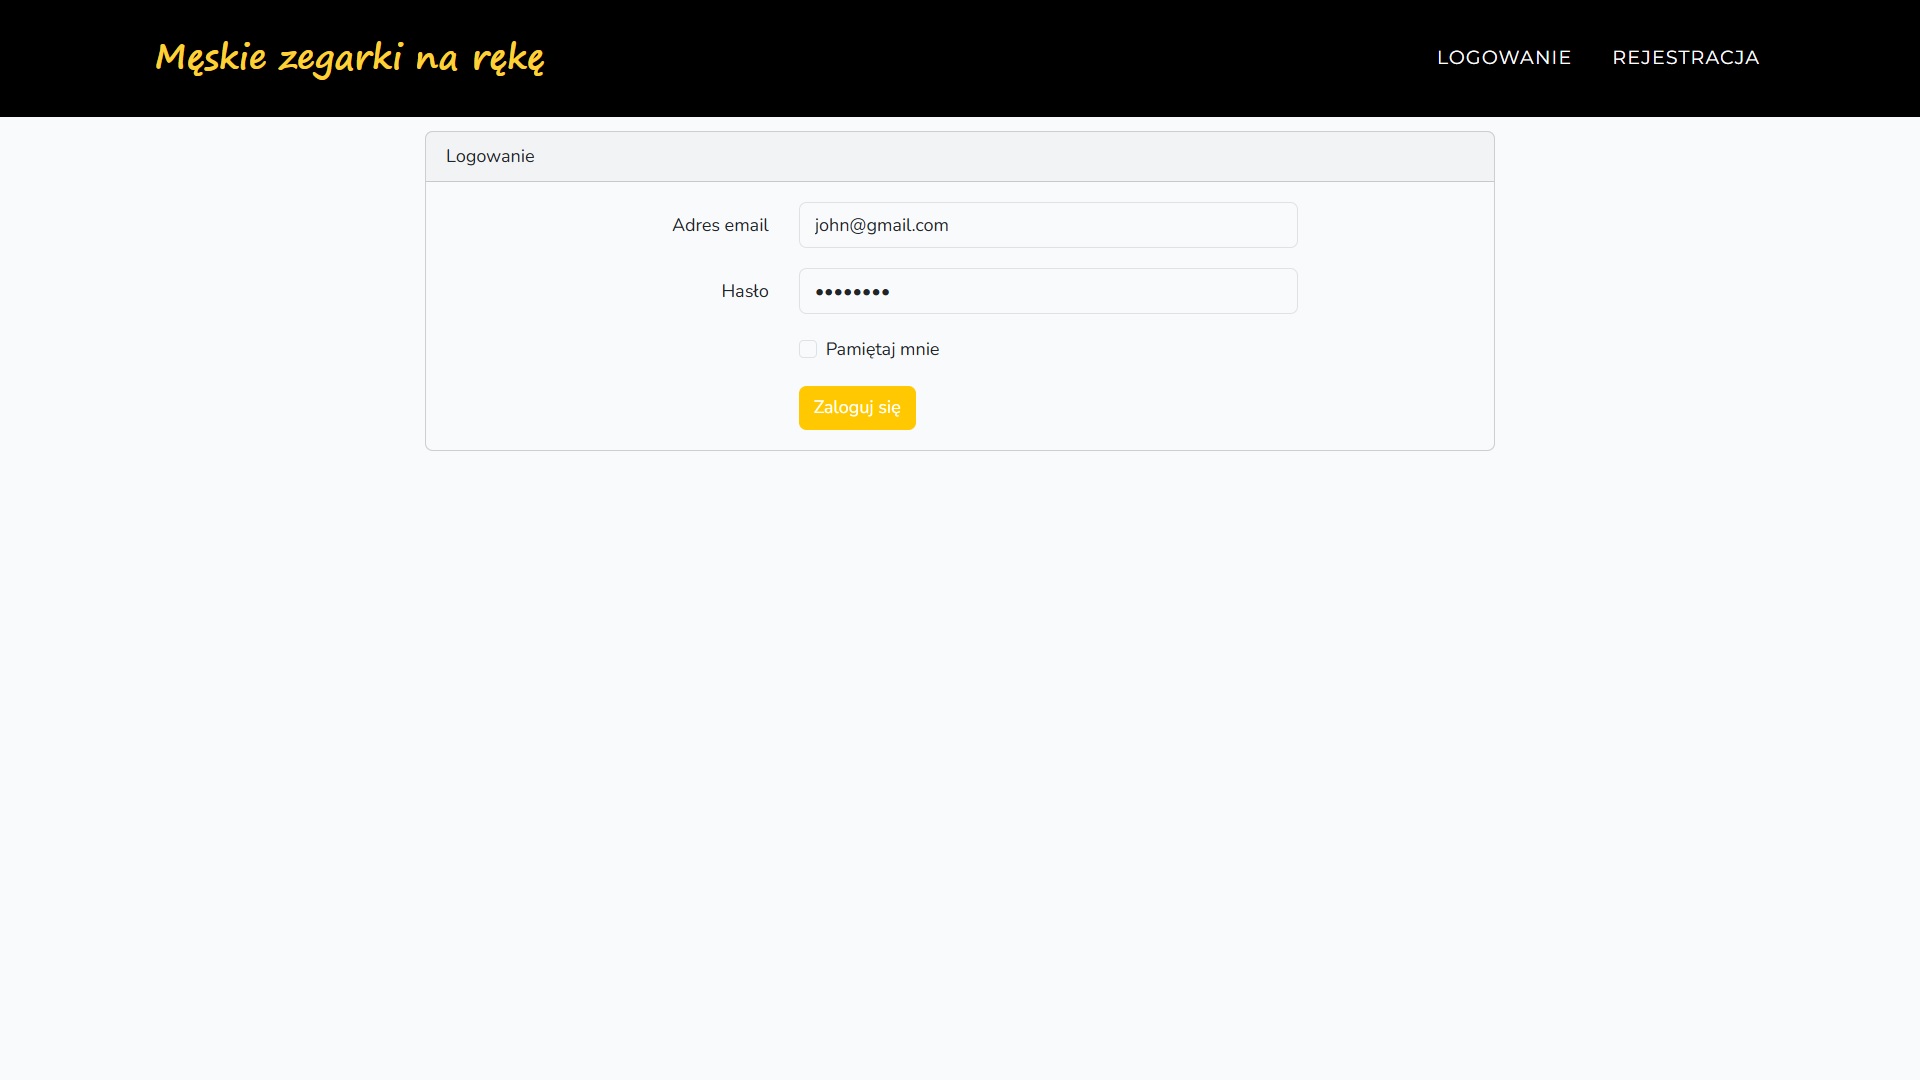 Męskie zegarki na rękę
LOGOWANIE REJESTRACJA
Logowanie
Adres email john@gmail.com
Hasło ••••••••
Pamiętaj mnie
Zaloguj się